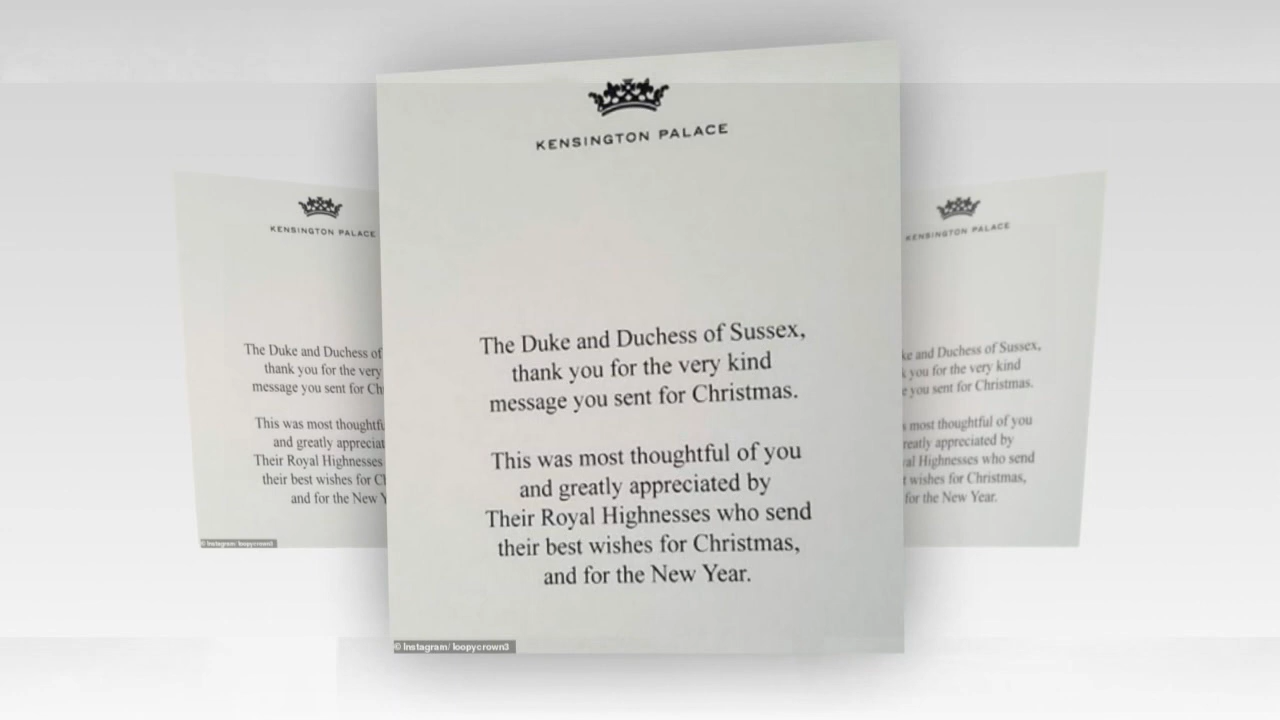 KENSINGTON PALACE
The Duke and Duchess of Sussex,
thank you for the very kind
message you sent for Christmas.
This was most thoughtful of you
and greatly appreciated by
Their Royal Highnesses who send
their best wishes for Christmas,
and for the New Year.
© Instagram/ loopycrown3
KENSINGTON PALACE
The Duke and Duchess of
thank you for the very
message you sent for
This was most
and greatly
Their Royal Highnesses
their best wishes for
and for the New
© Instagram/ loopycrown3
KENSINGTON PALACE
and Duchess of Sussex,
you for the very kind
you sent for Christmas.
most thoughtful of you
by
Highnesses who send
wishes for Christmas,
for the New Year.